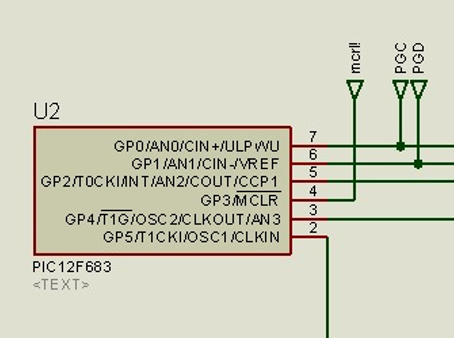 mcrl!
PGC
PGD
U2
GP0/AN0/CIN+/ULPWU 7
GP1/AN1/CIN-/VREF 6
GP2/T0CKI/INT/AN2/COUT/CCP1 5
GP3/MCLR 4
GP4/T1G/OSC2/CLKOUT/AN3 3
GP5/T1CKI/OSC1/CLKIN 2
PIC12F683
<TEXT>